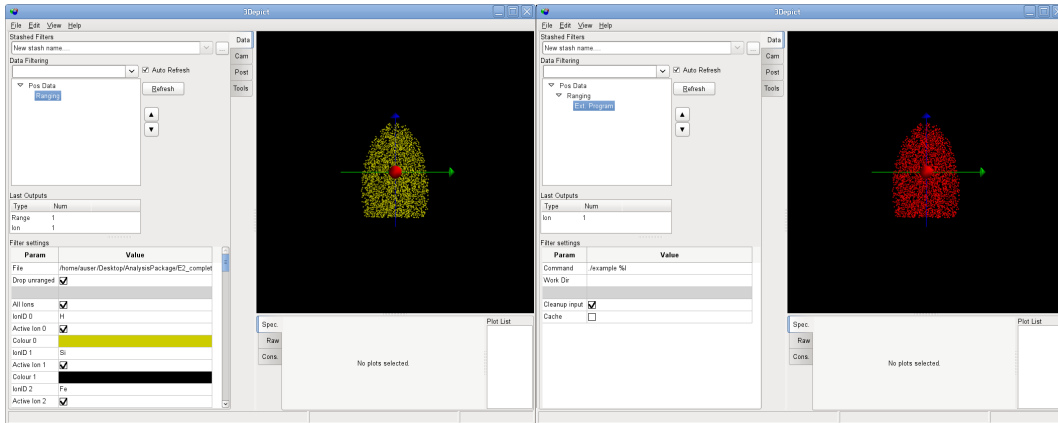 3Depict
File Edit View Help
Stashed Filters
New stash name....
...
Data Filtering
Auto Refresh
Pos Data
Ranging
Refresh
Data
Cam
Post
Tools
Last Outputs
Type Num
Range 1
Ion 1
Filter settings
Param Value
File /home/auser/Desktop/AnalysisPackage/E2_complet
Drop unranged
All Ions
IonID 0 H
Active Ion 0
Colour 0
IonID 1 Si
Active Ion 1
Colour 1
IonID 2 Fe
Active Ion 2
Spec.
Raw
Cons.
No plots selected.
Plot List
3Depict
File Edit View Help
Stashed Filters
New stash name....
...
Data Filtering
Auto Refresh
Pos Data
Ranging
Ext. Program
Refresh
Data
Cam
Post
Tools
Last Outputs
Type Num
Ion 1
Filter settings
Param Value
Command ./example %i
Work Dir
Cleanup input
Cache
Spec.
Raw
Cons.
No plots selected.
Plot List